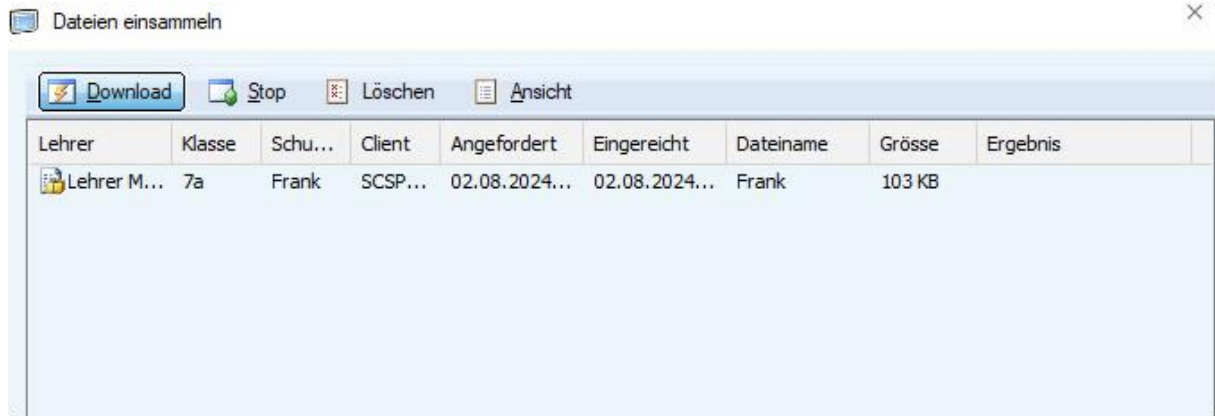 Dateien einsammeln
Download Stop Löschen Ansicht
Lehrer Klasse Schu... Client Angefordert Eingereicht Dateiname Grösse Ergebnis
Lehrer M... 7a Frank SCSP... 02.08.2024... 02.08.2024... Frank 103 KB